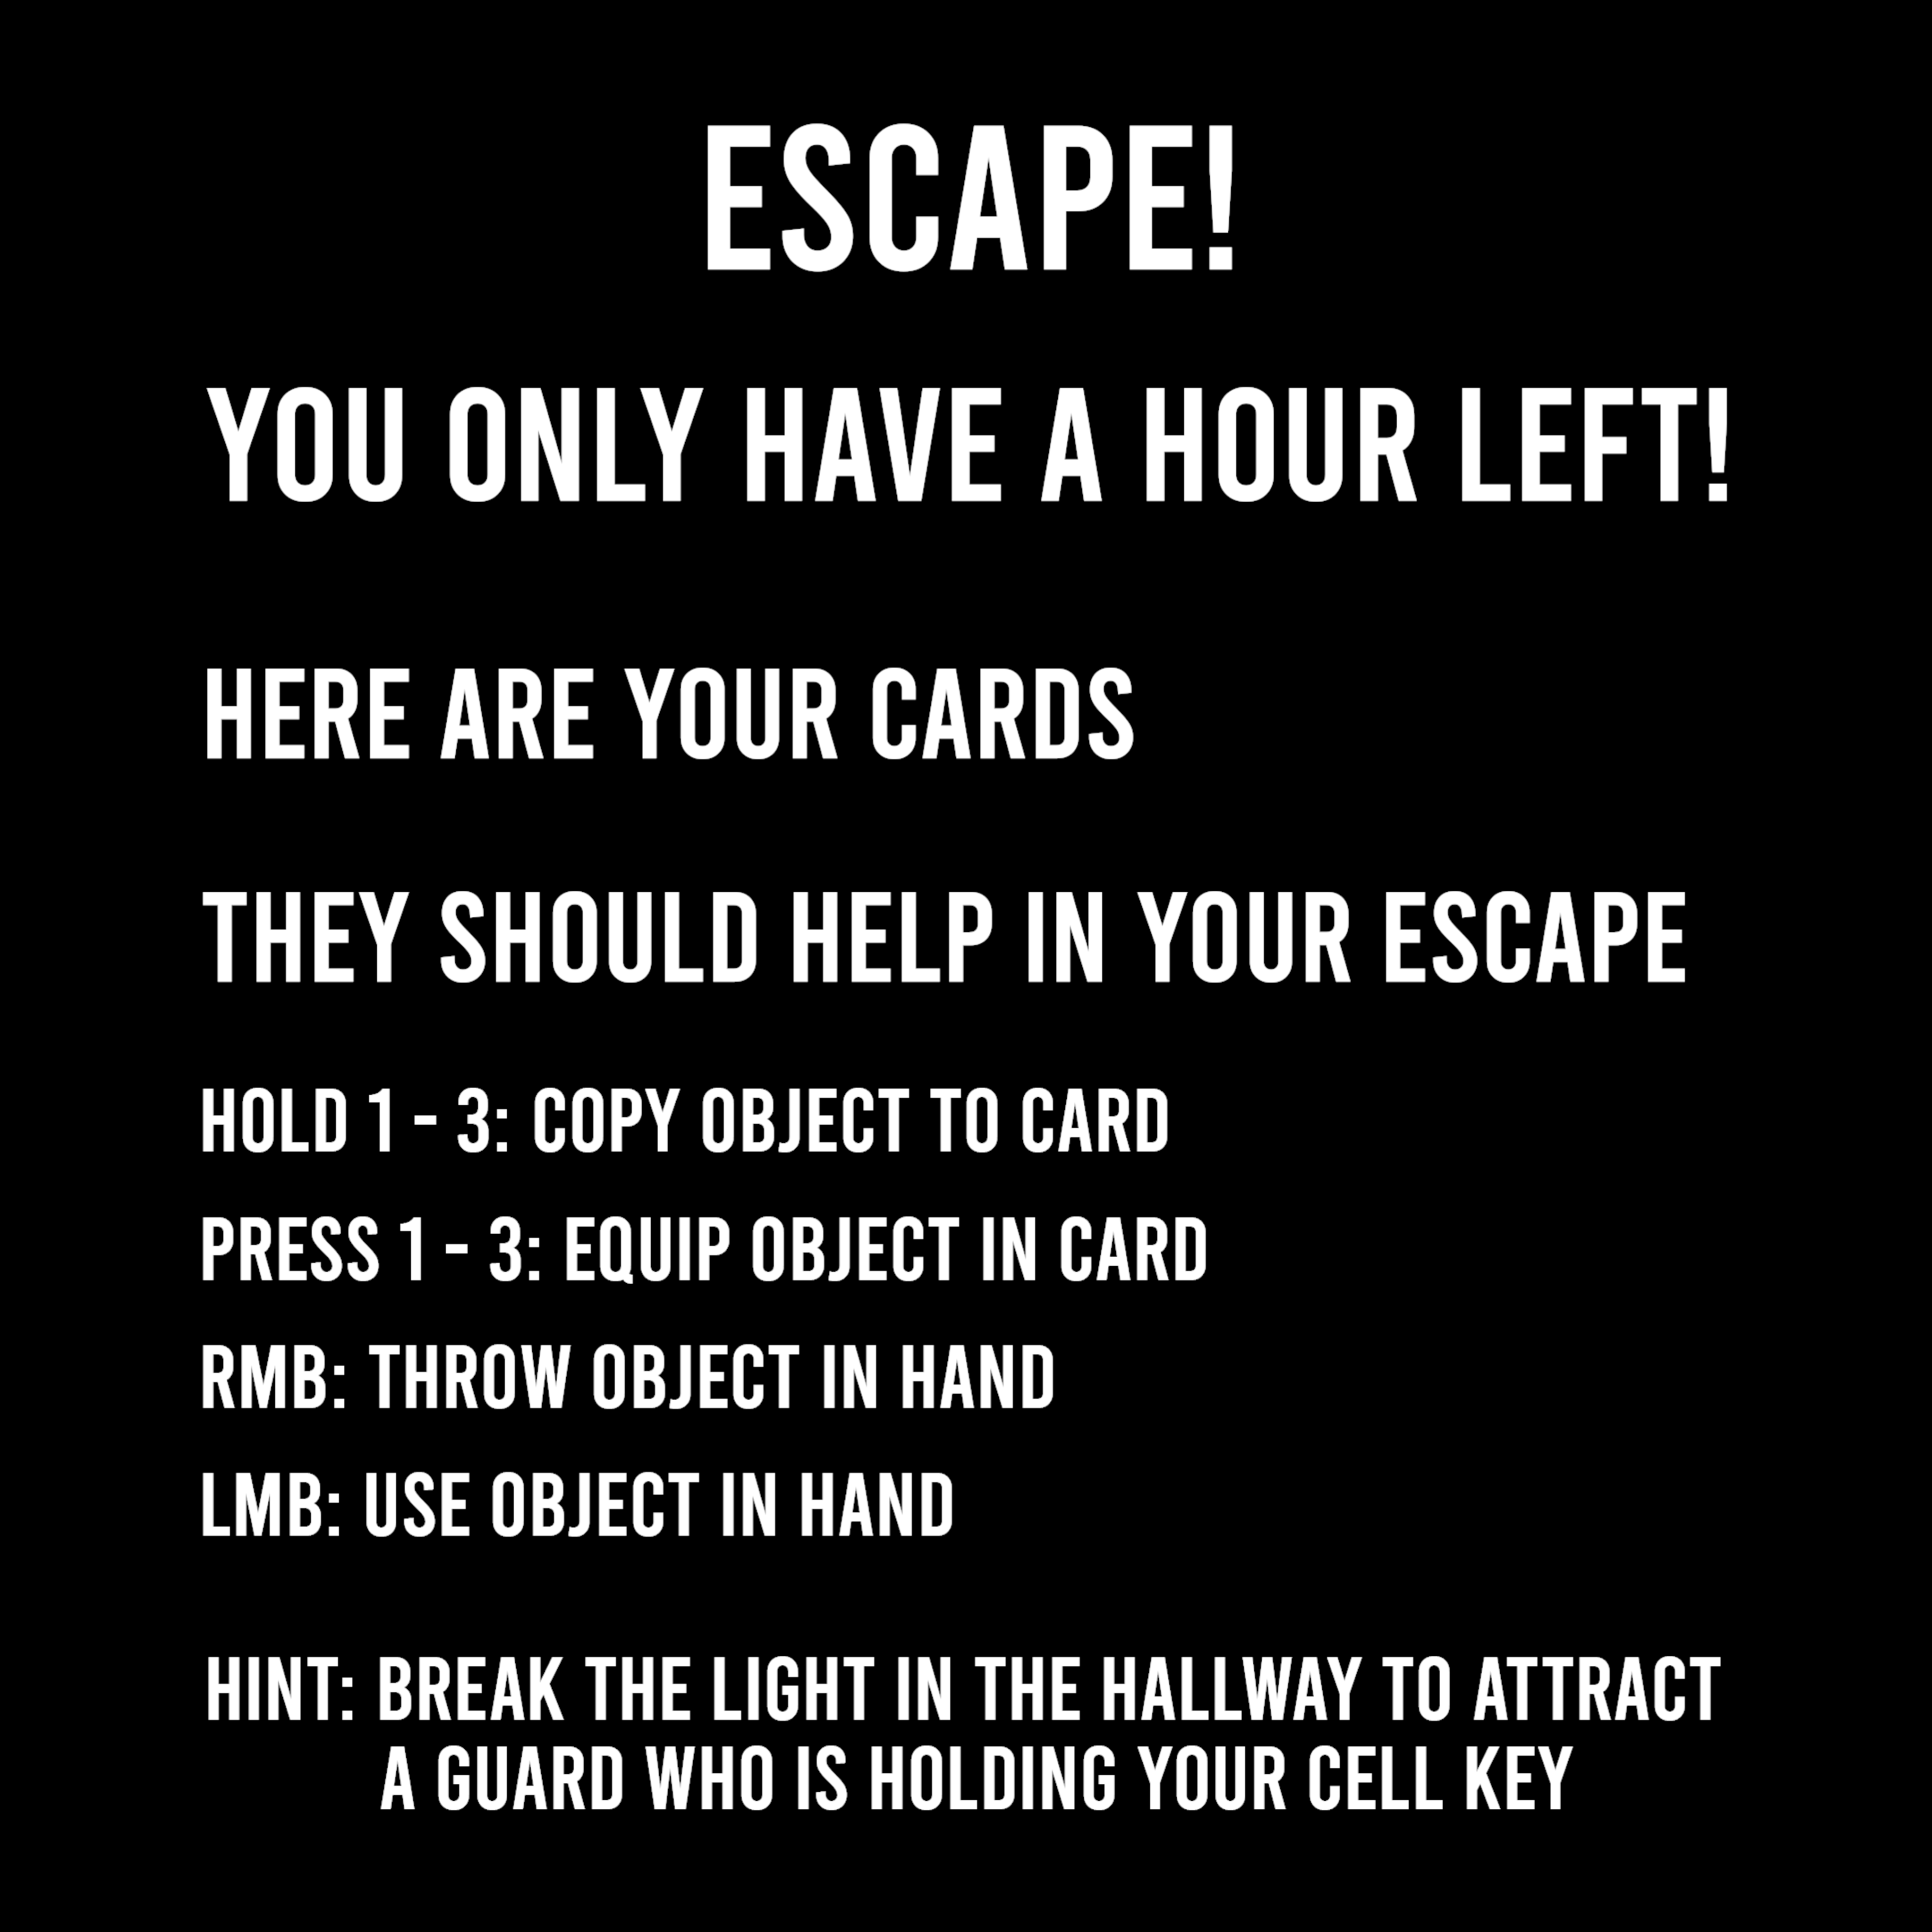 ESCAPE!
YOU ONLY HAVE A HOUR LEFT!
HERE ARE YOUR CARDS
THEY SHOULD HELP IN YOUR ESCAPE
HOLD 1 - 3: COPY OBJECT TO CARD
PRESS 1 - 3: EQUIP OBJECT IN CARD
RMB: THROW OBJECT IN HAND
LMB: USE OBJECT IN HAND
HINT: BREAK THE LIGHT IN THE HALLWAY TO ATTRACT
A GUARD WHO IS HOLDING YOUR CELL KEY